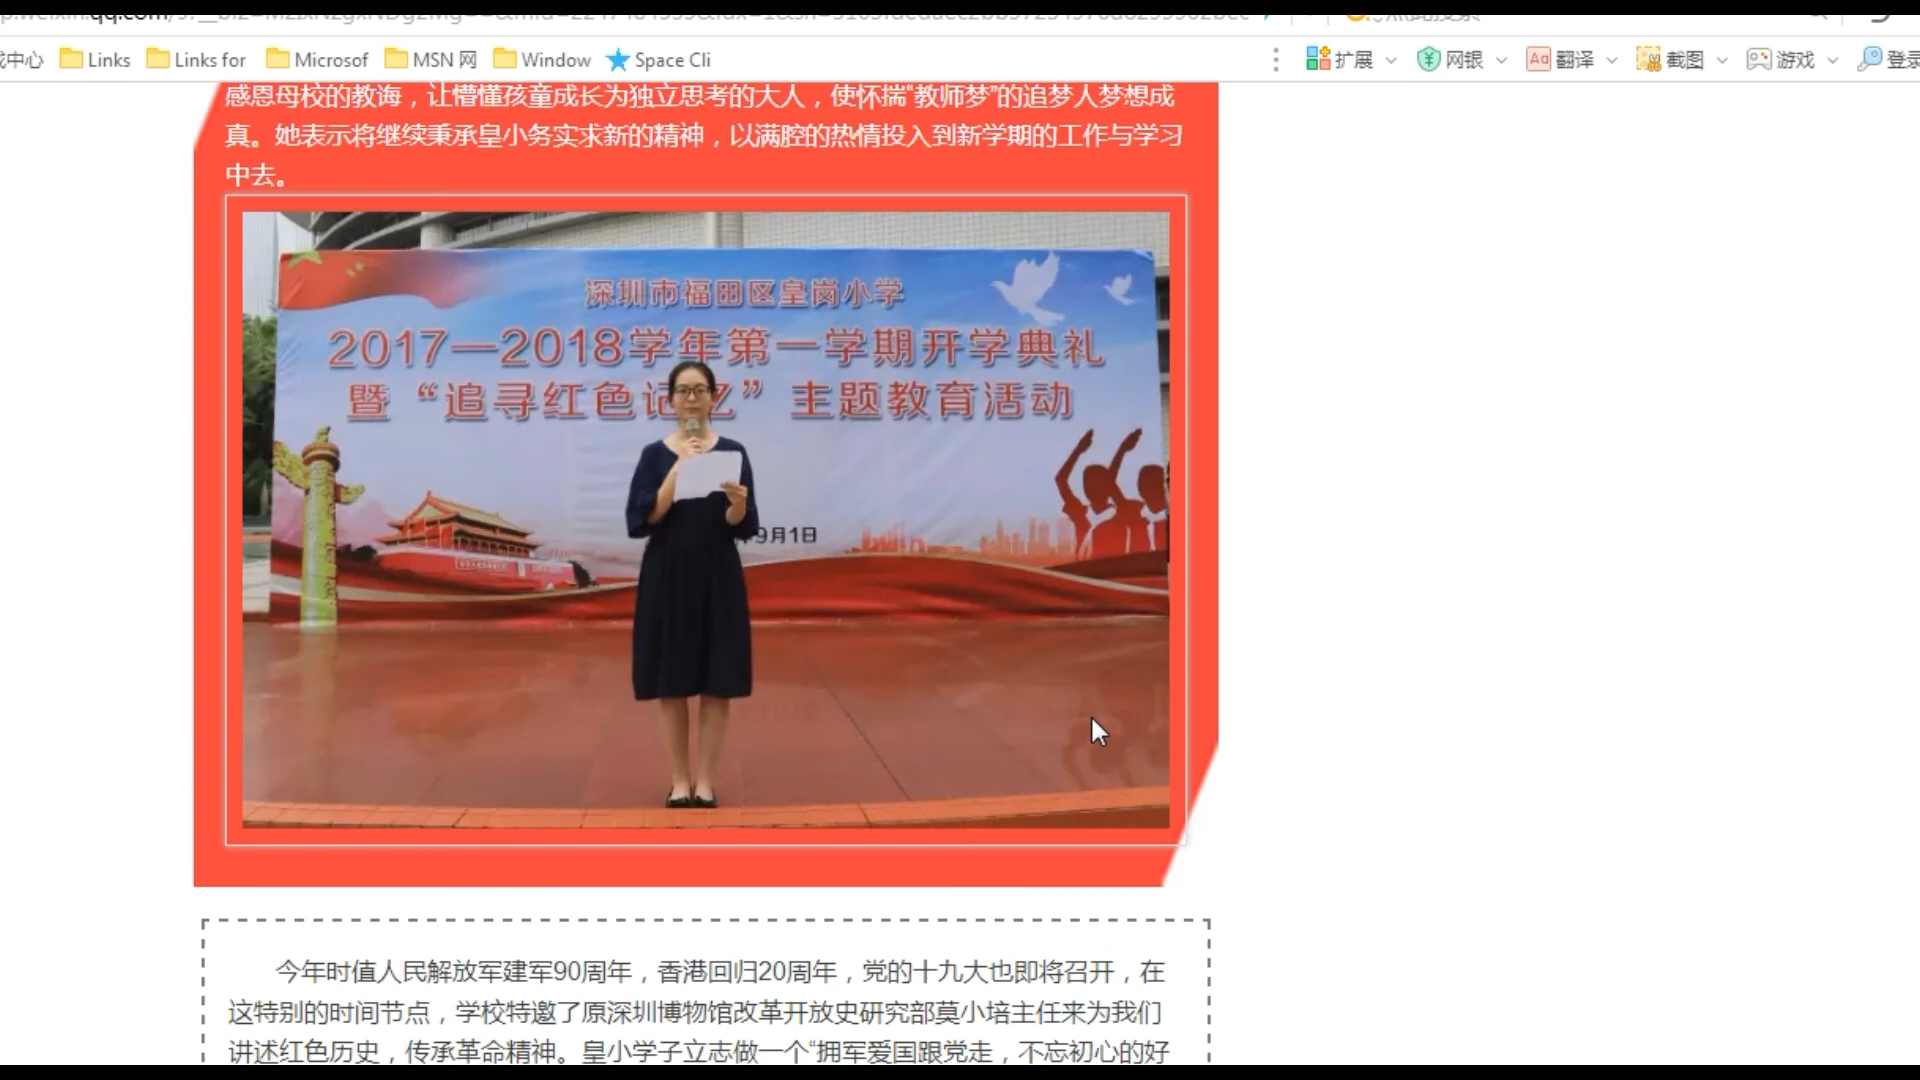 Links
Links for
Microsof
MSN 网
Window
Space Cli
扩展
网银
翻译
截图
游戏
登录
感恩母校的教诲，让懵懂孩童成长为独立思考的大人，使怀揣“教师梦”的追梦人梦想成
真。她表示将继续秉承皇小务实求新的精神，以满腔的热情投入到新学期的工作与学习
中去。
深圳市福田区皇岗小学
2017—2018学年第一学期开学典礼
暨“追寻红色记忆”主题教育活动
9月1日
今年时值人民解放军建军90周年，香港回归20周年，党的十九大也即将召开，在
这特别的时间节点，学校特邀了原深圳博物馆改革开放史研究部莫小培主任来为我们
讲述红色历史，传承革命精神。皇小学子立志做一个“拥军爱国跟党走，不忘初心的好